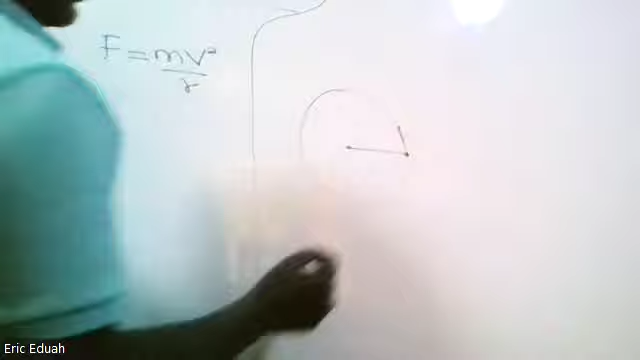 F = mv²
r
Eric Eduah